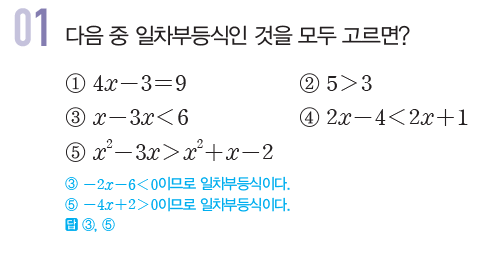 01 다음 중 일차부등식인 것을 모두 고르면?
① 4x－3＝9 ② 5＞3
③ x－3x＜6 ④ 2x－4＜2x＋1
⑤ x²－3x＞x²＋x－2
③ －2x－6＜0이므로 일차부등식이다.
⑤ －4x＋2＞0이므로 일차부등식이다.
답 ③, ⑤